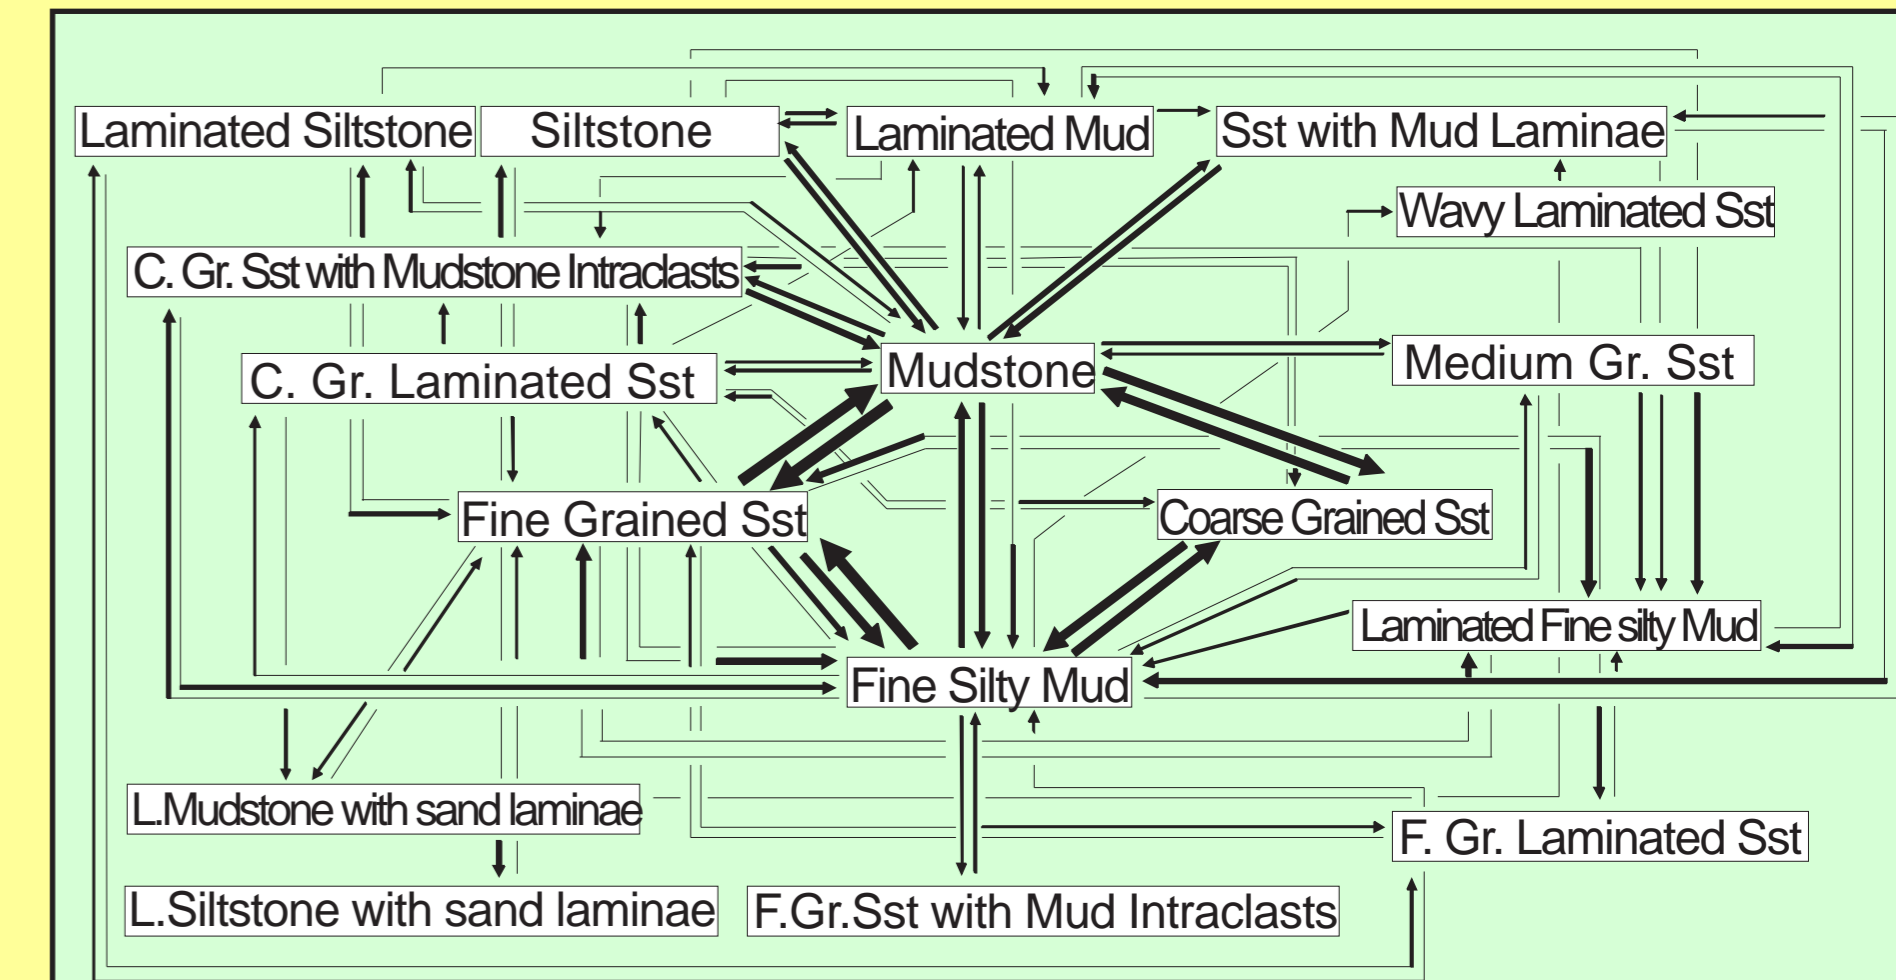 Laminated Siltstone
Siltstone
Laminated Mud
Sst with Mud Laminae
Wavy Laminated Sst
C. Gr. Sst with Mudstone Intraclasts
C. Gr. Laminated Sst
Mudstone
Medium Gr. Sst
Fine Grained Sst
Coarse Grained Sst
Laminated Fine silty Mud
Fine Silty Mud
L.Mudstone with sand laminae
F. Gr. Laminated Sst
L.Siltstone with sand laminae
F.Gr.Sst with Mud Intraclasts